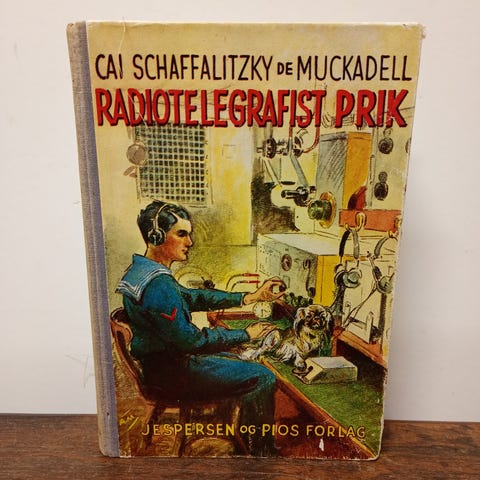 CAI SCHAFFALITZKY DE MUCKADELL
RADIOTELEGRAFIST PRIK
JESPERSEN OG PIOS FORLAG